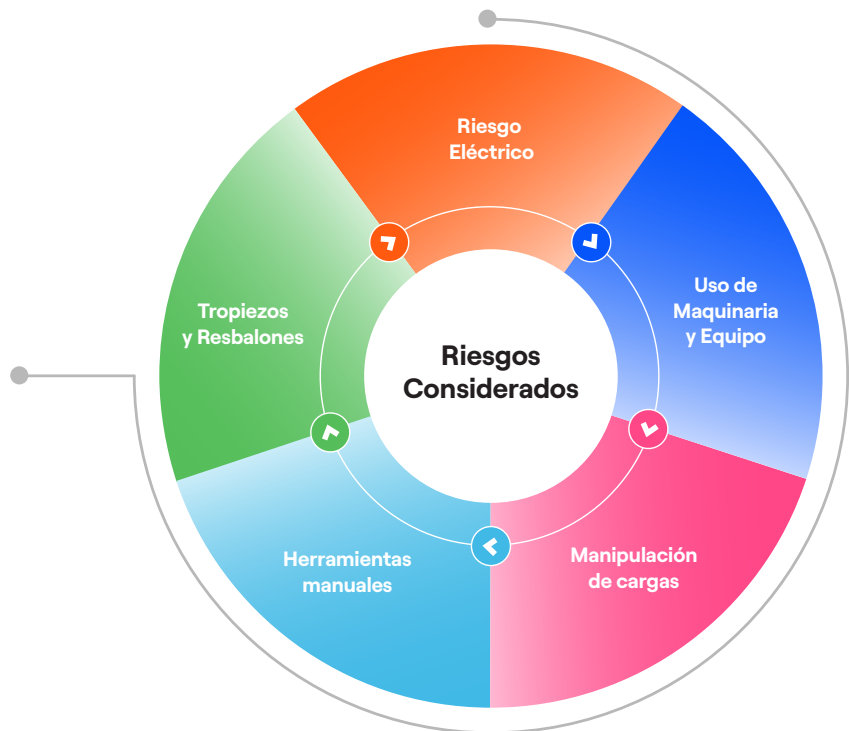 Riesgo
Eléctrico
Uso de
Maquinaria
y Equipo
Manipulación
de cargas
Herramientas
manuales
Tropiezos
y Resbalones
Riesgos
Considerados